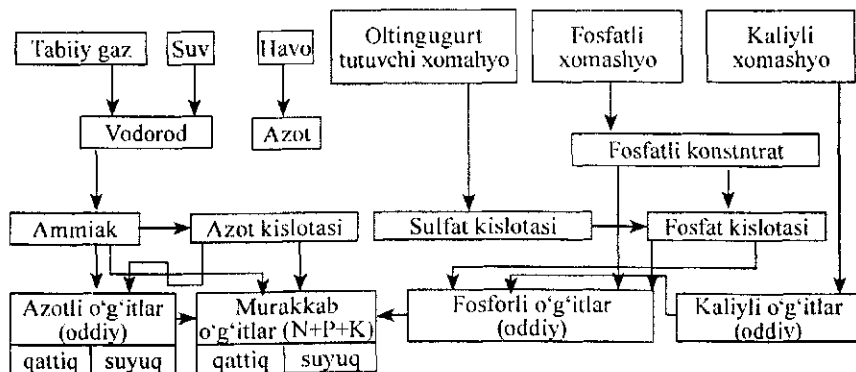 Tabiiy gaz
Suv
Havo
Oltingugurt
tutuvchi xomahyo
Fosfatli
xomashyo
Kaliyli
xomashyo
Vodorod
Azot
Fosfatli konstntrat
Ammiak
Azot kislotasi
Sulfat kislotasi
Fosfat kislotasi
Azotli o‘g‘itlar
(oddiy)
qattiq
suyuq
Murakkab
o‘g‘itlar (N+P+K)
qattiq
suyuq
Fosforli o‘g‘itlar
(oddiy)
Kaliyli o‘g‘itlar
(oddiy)